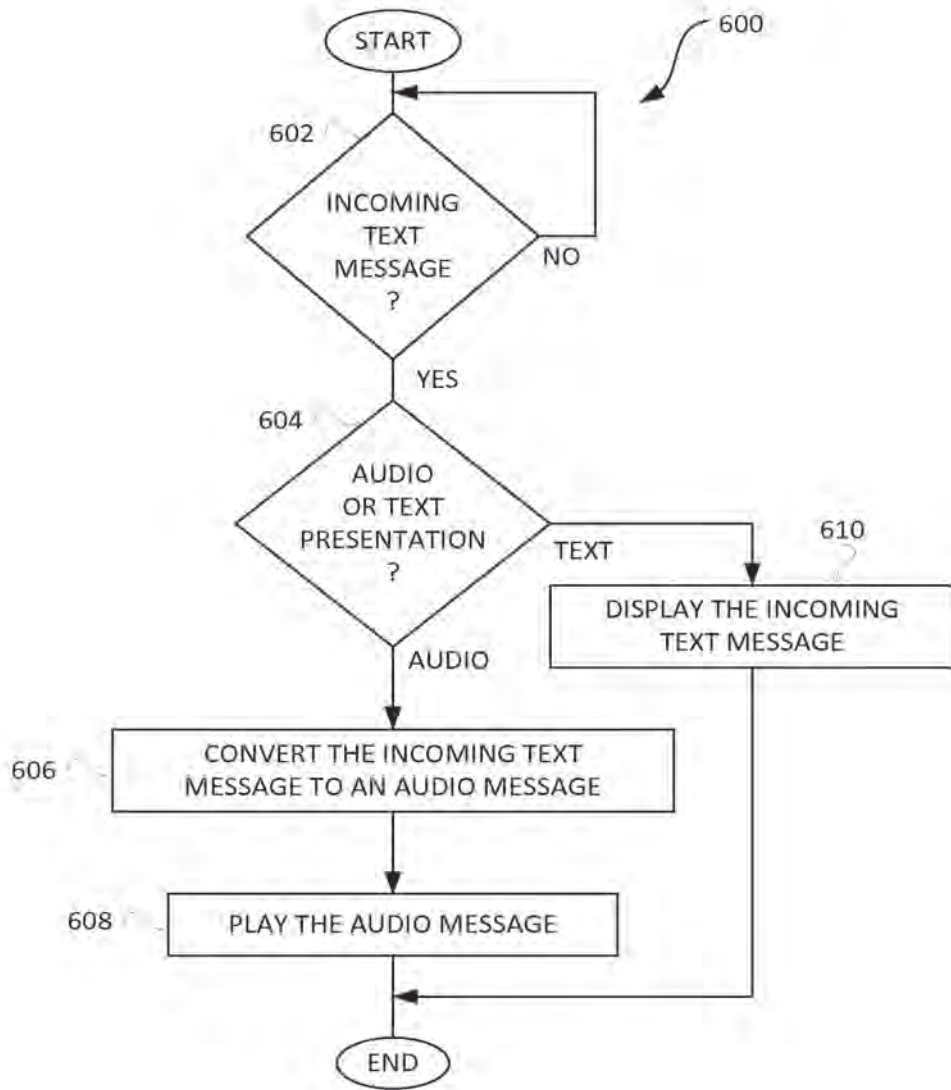 START
600
602
INCOMING
TEXT
MESSAGE
?
NO
YES
604
AUDIO
OR TEXT
PRESENTATION
?
TEXT
610
DISPLAY THE INCOMING
TEXT MESSAGE
AUDIO
606
CONVERT THE INCOMING TEXT
MESSAGE TO AN AUDIO MESSAGE
608
PLAY THE AUDIO MESSAGE
END